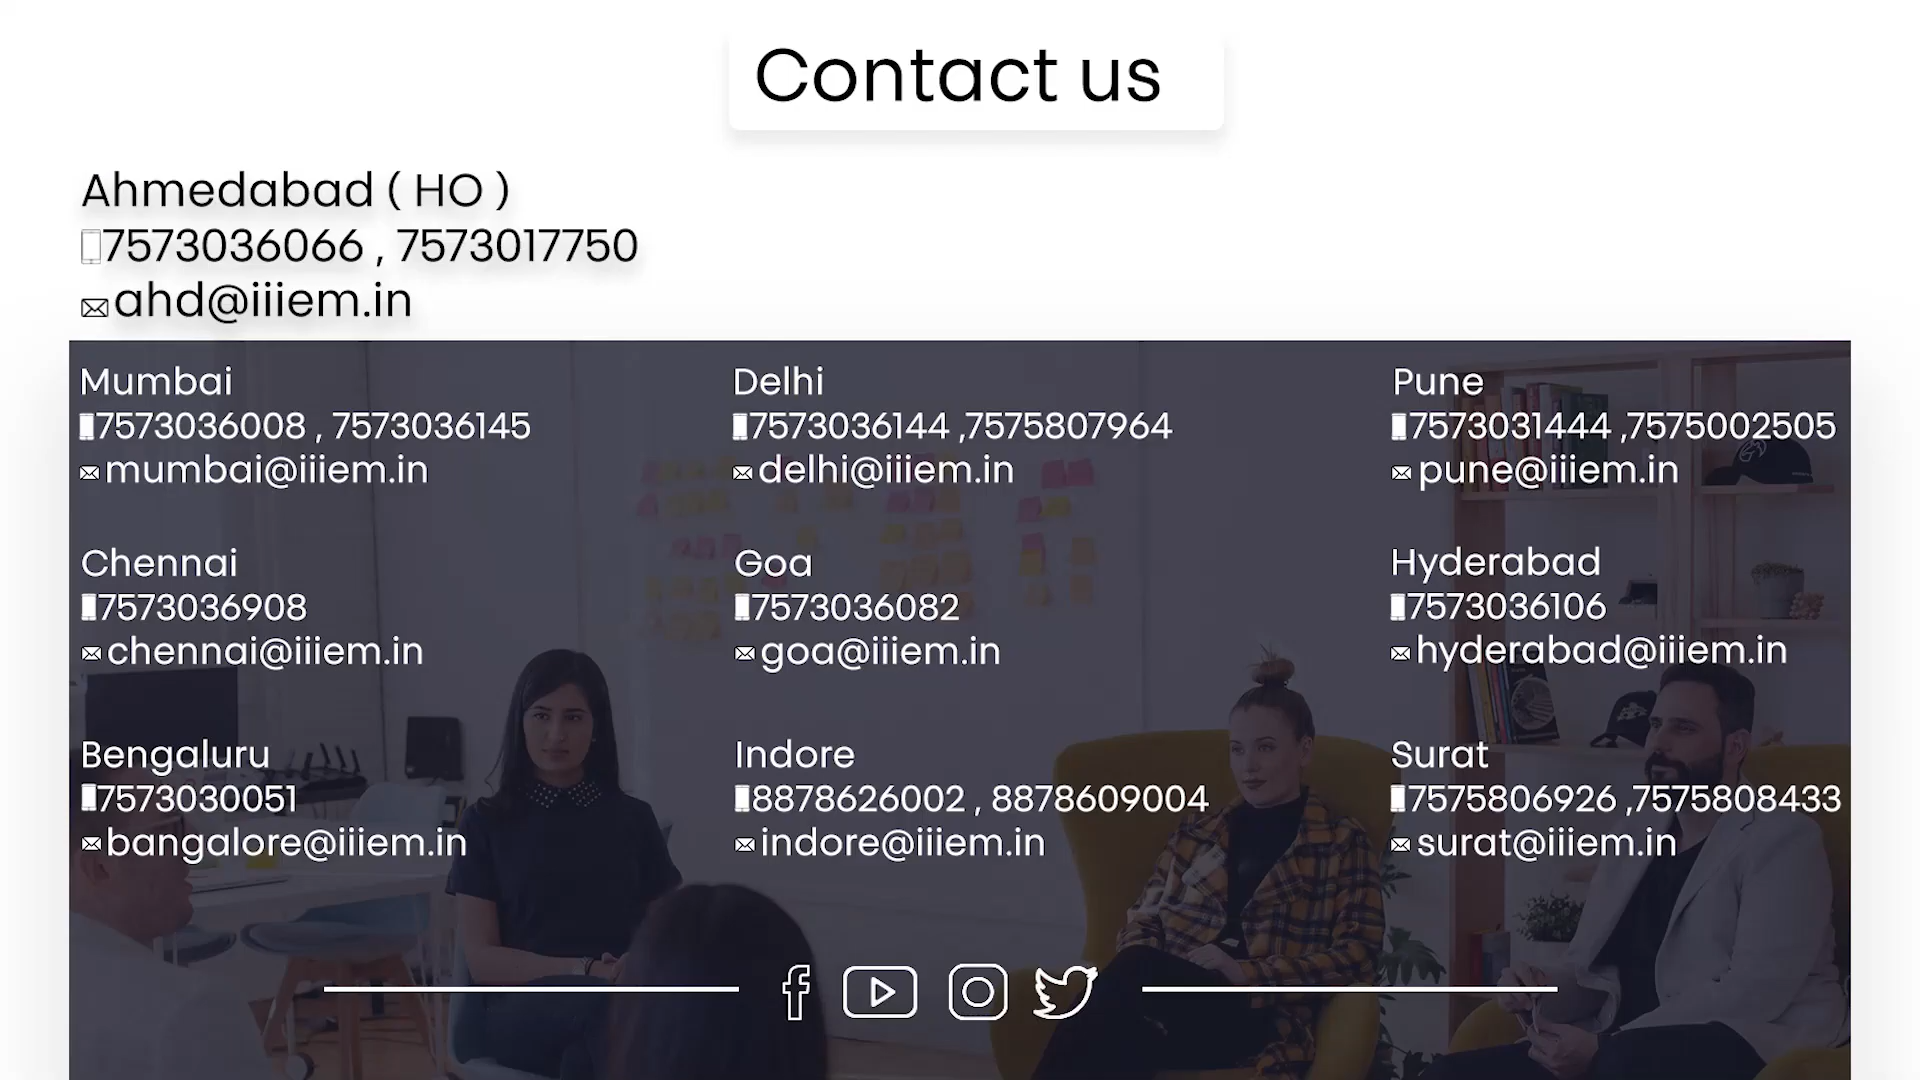 Contact us
Ahmedabad ( HO )
7573036066 , 7573017750
ahd@iiiem.in
Mumbai
7573036008 , 7573036145
mumbai@iiiem.in
Delhi
7573036144 ,7575807964
delhi@iiiem.in
Pune
7573031444 ,7575002505
pune@iiiem.in
Chennai
7573036908
chennai@iiiem.in
Goa
7573036082
goa@iiiem.in
Hyderabad
7573036106
hyderabad@iiiem.in
Bengaluru
7573030051
bangalore@iiiem.in
Indore
8878626002 , 8878609004
indore@iiiem.in
Surat
7575806926 ,7575808433
surat@iiiem.in